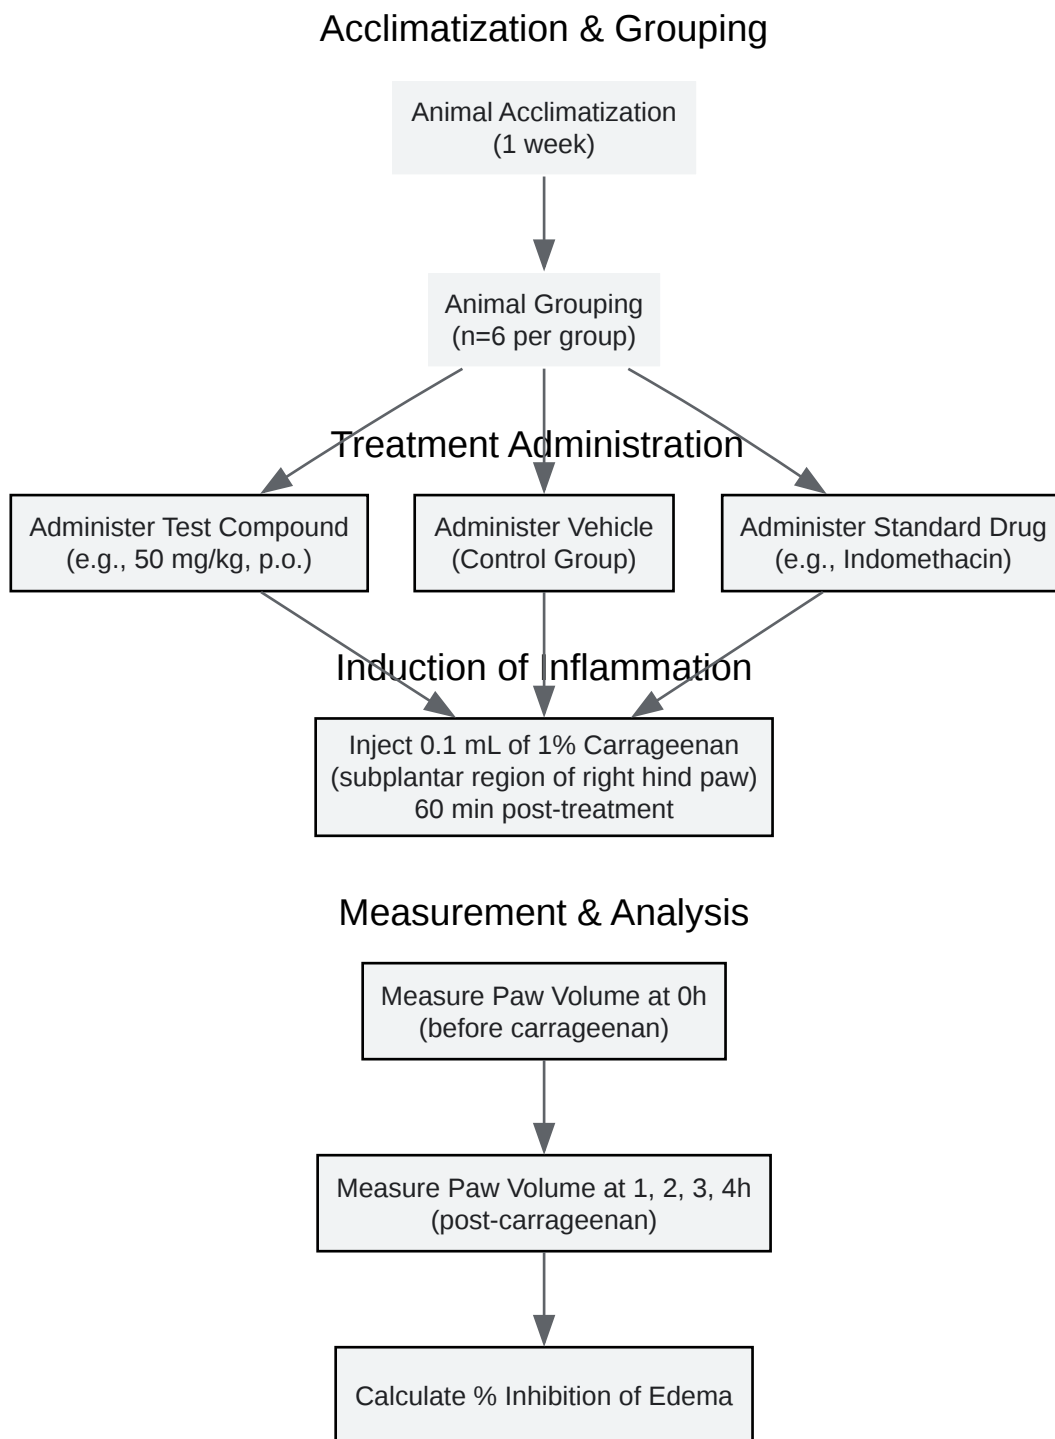 Acclimatization & Grouping
Animal Acclimatization
(1 week)
Animal Grouping
(n=6 per group)
Treatment Administration
Administer Test Compound
(e.g., 50 mg/kg, p.o.)
Administer Vehicle
(Control Group)
Administer Standard Drug
(e.g., Indomethacin)
Induction of Inflammation
Inject 0.1 mL of 1% Carrageenan
(subplantar region of right hind paw)
60 min post-treatment
Measurement & Analysis
Measure Paw Volume at 0h
(before carrageenan)
Measure Paw Volume at 1, 2, 3, 4h
(post-carrageenan)
Calculate % Inhibition of Edema